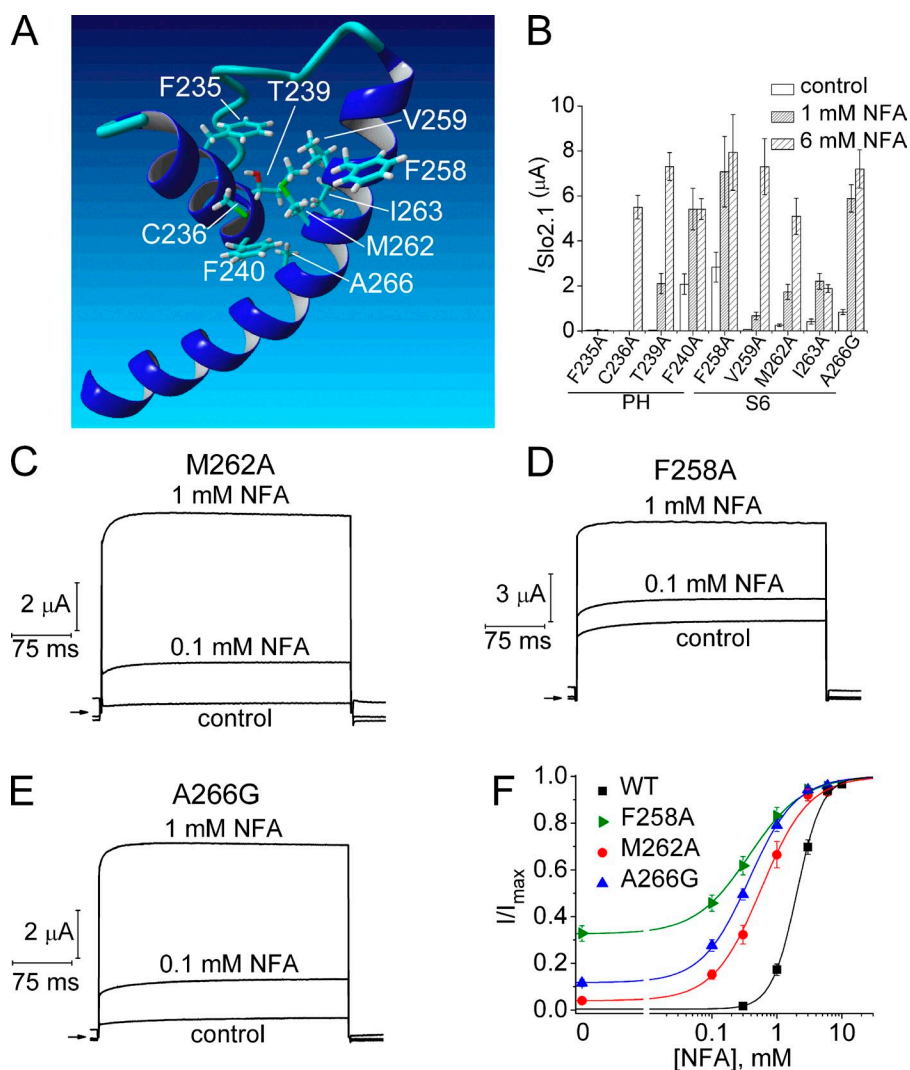 A
F235
T239
V259
F258
I263
C236
M262
F240
A266
B
control
1 mM NFA
6 mM NFA
I_Slo2.1 (μA)
10
8
6
4
2
0
F235A
C236A
T239A
F240A
F258A
V259A
M262A
I263A
A266G
PH
S6
C
M262A
1 mM NFA
2 μA
75 ms
0.1 mM NFA
control
D
F258A
1 mM NFA
3 μA
75 ms
0.1 mM NFA
control
E
A266G
1 mM NFA
2 μA
75 ms
0.1 mM NFA
control
F
WT
F258A
M262A
A266G
I/Imax
1.0
0.8
0.6
0.4
0.2
0.0
0 0.1 1 10
[NFA], mM